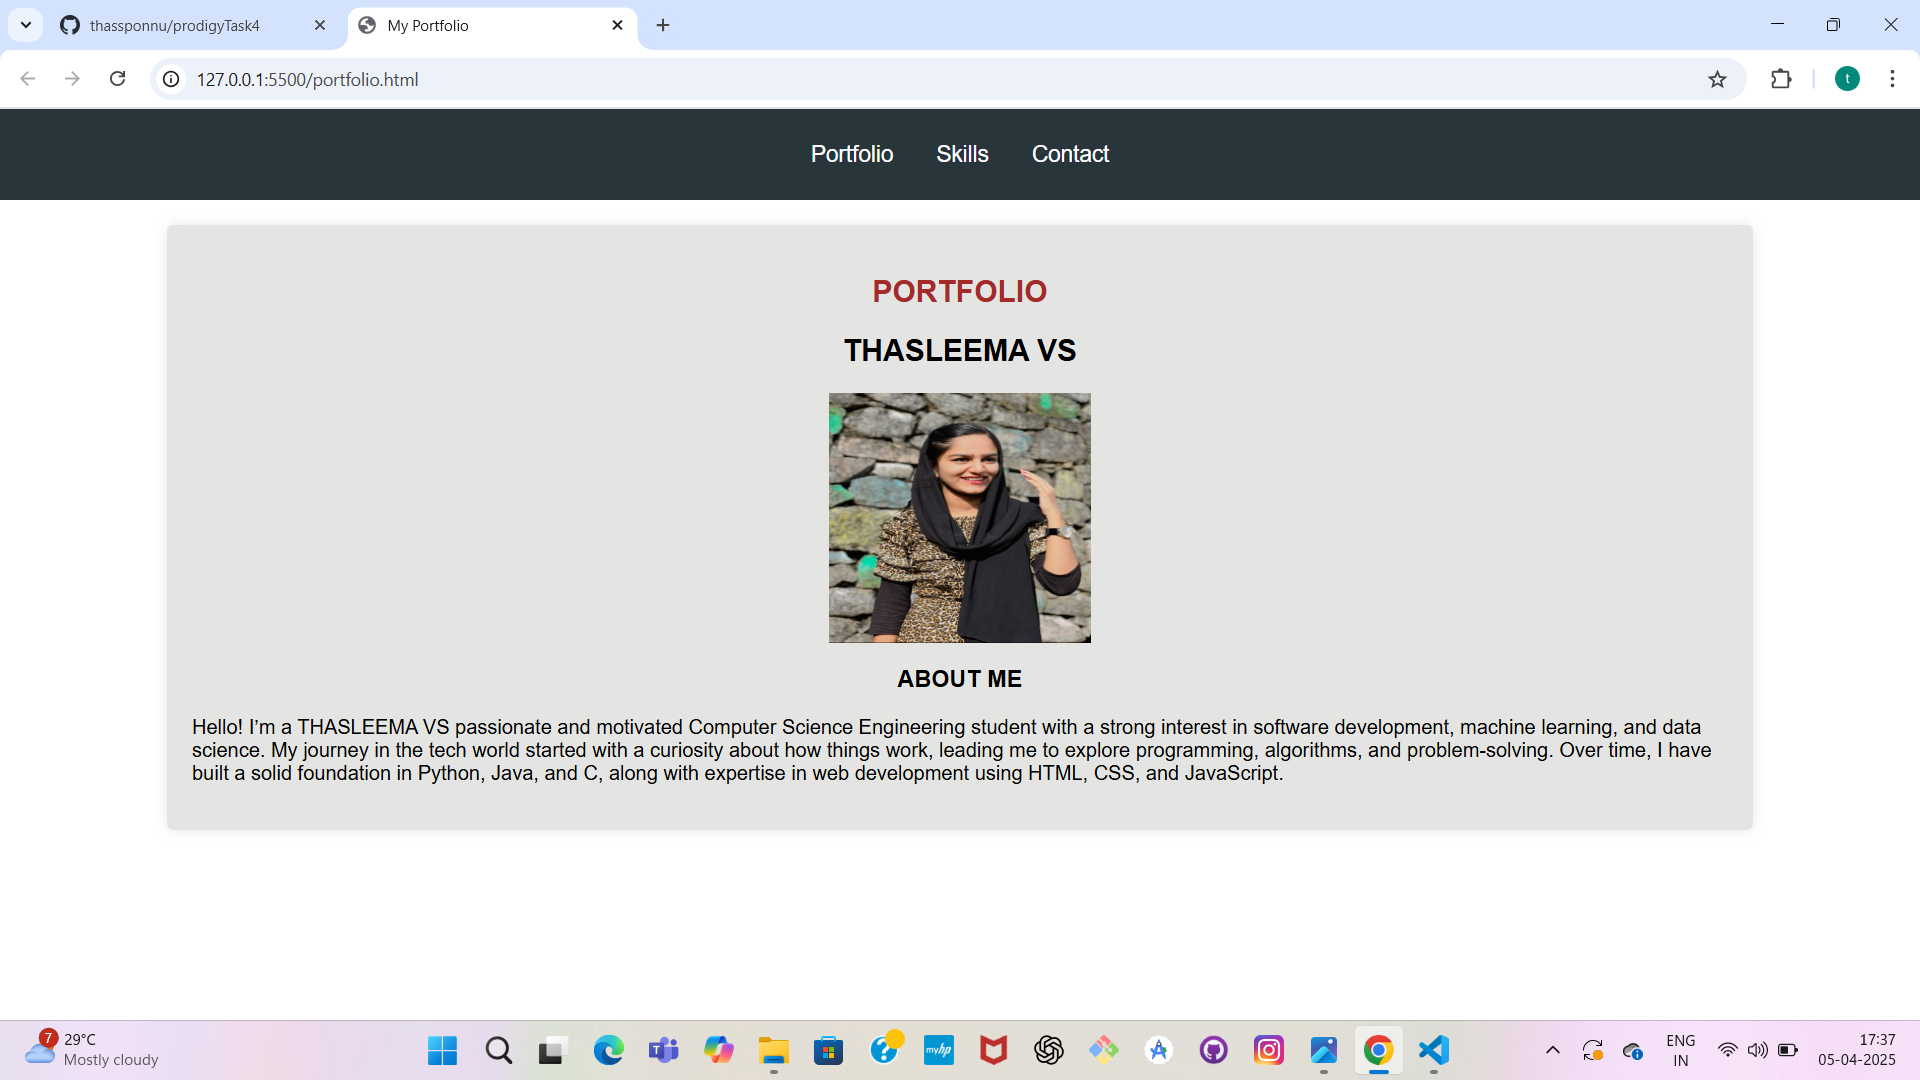 thassponnu/prodigyTask4
My Portfolio
127.0.0.1:5500/portfolio.html
t
Portfolio
Skills
Contact
PORTFOLIO
THASLEEMA VS
ABOUT ME
Hello! I’m a THASLEEMA VS passionate and motivated Computer Science Engineering student with a strong interest in software development, machine learning, and data
science. My journey in the tech world started with a curiosity about how things work, leading me to explore programming, algorithms, and problem-solving. Over time, I have
built a solid foundation in Python, Java, and C, along with expertise in web development using HTML, CSS, and JavaScript.
7
29°C
Mostly cloudy
T
?
myhp
ENG
IN
17:37
05-04-2025